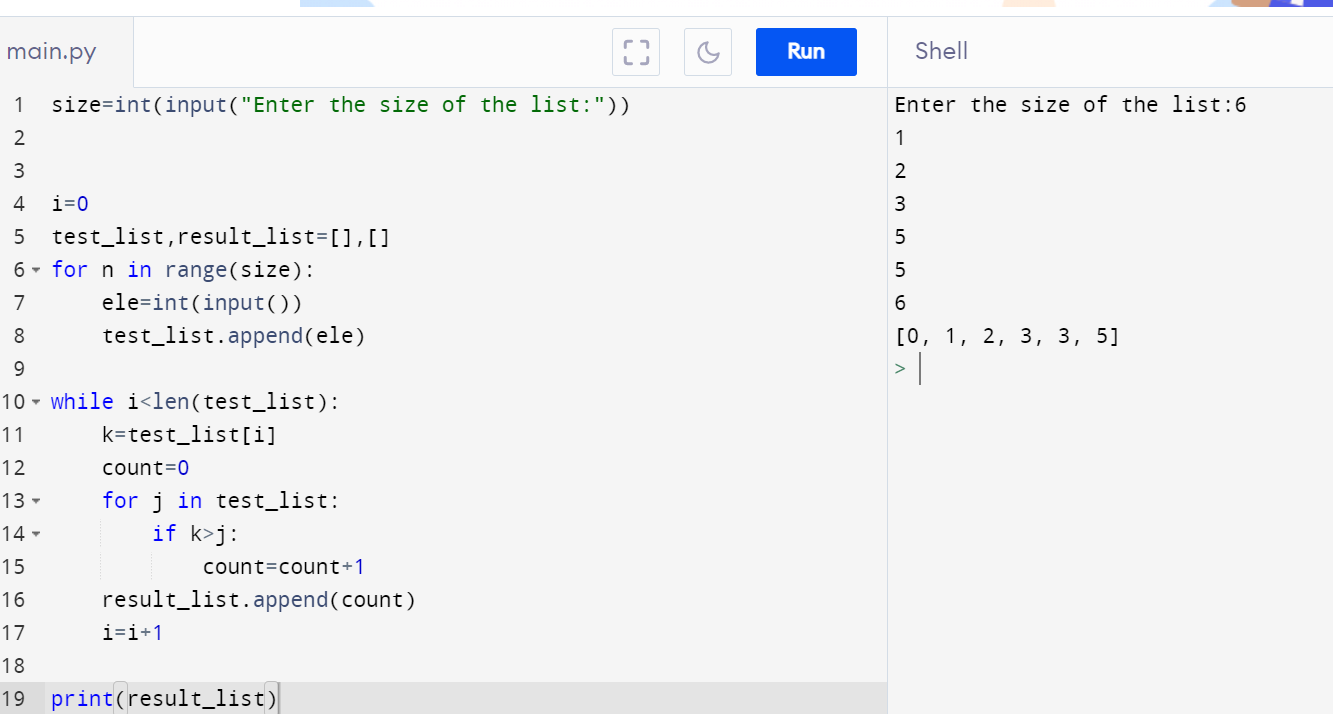 main.py
Run
Shell
1 size=int(input("Enter the size of the list:"))
2
3
4 i=0
5 test_list,result_list=[],[]
6 for n in range(size):
7     ele=int(input())
8     test_list.append(ele)
9
10 while i<len(test_list):
11     k=test_list[i]
12     count=0
13     for j in test_list:
14         if k>j:
15             count=count+1
16     result_list.append(count)
17     i=i+1
18
19 print(result_list)
Enter the size of the list:6
1
2
3
5
5
6
[0, 1, 2, 3, 3, 5]
>